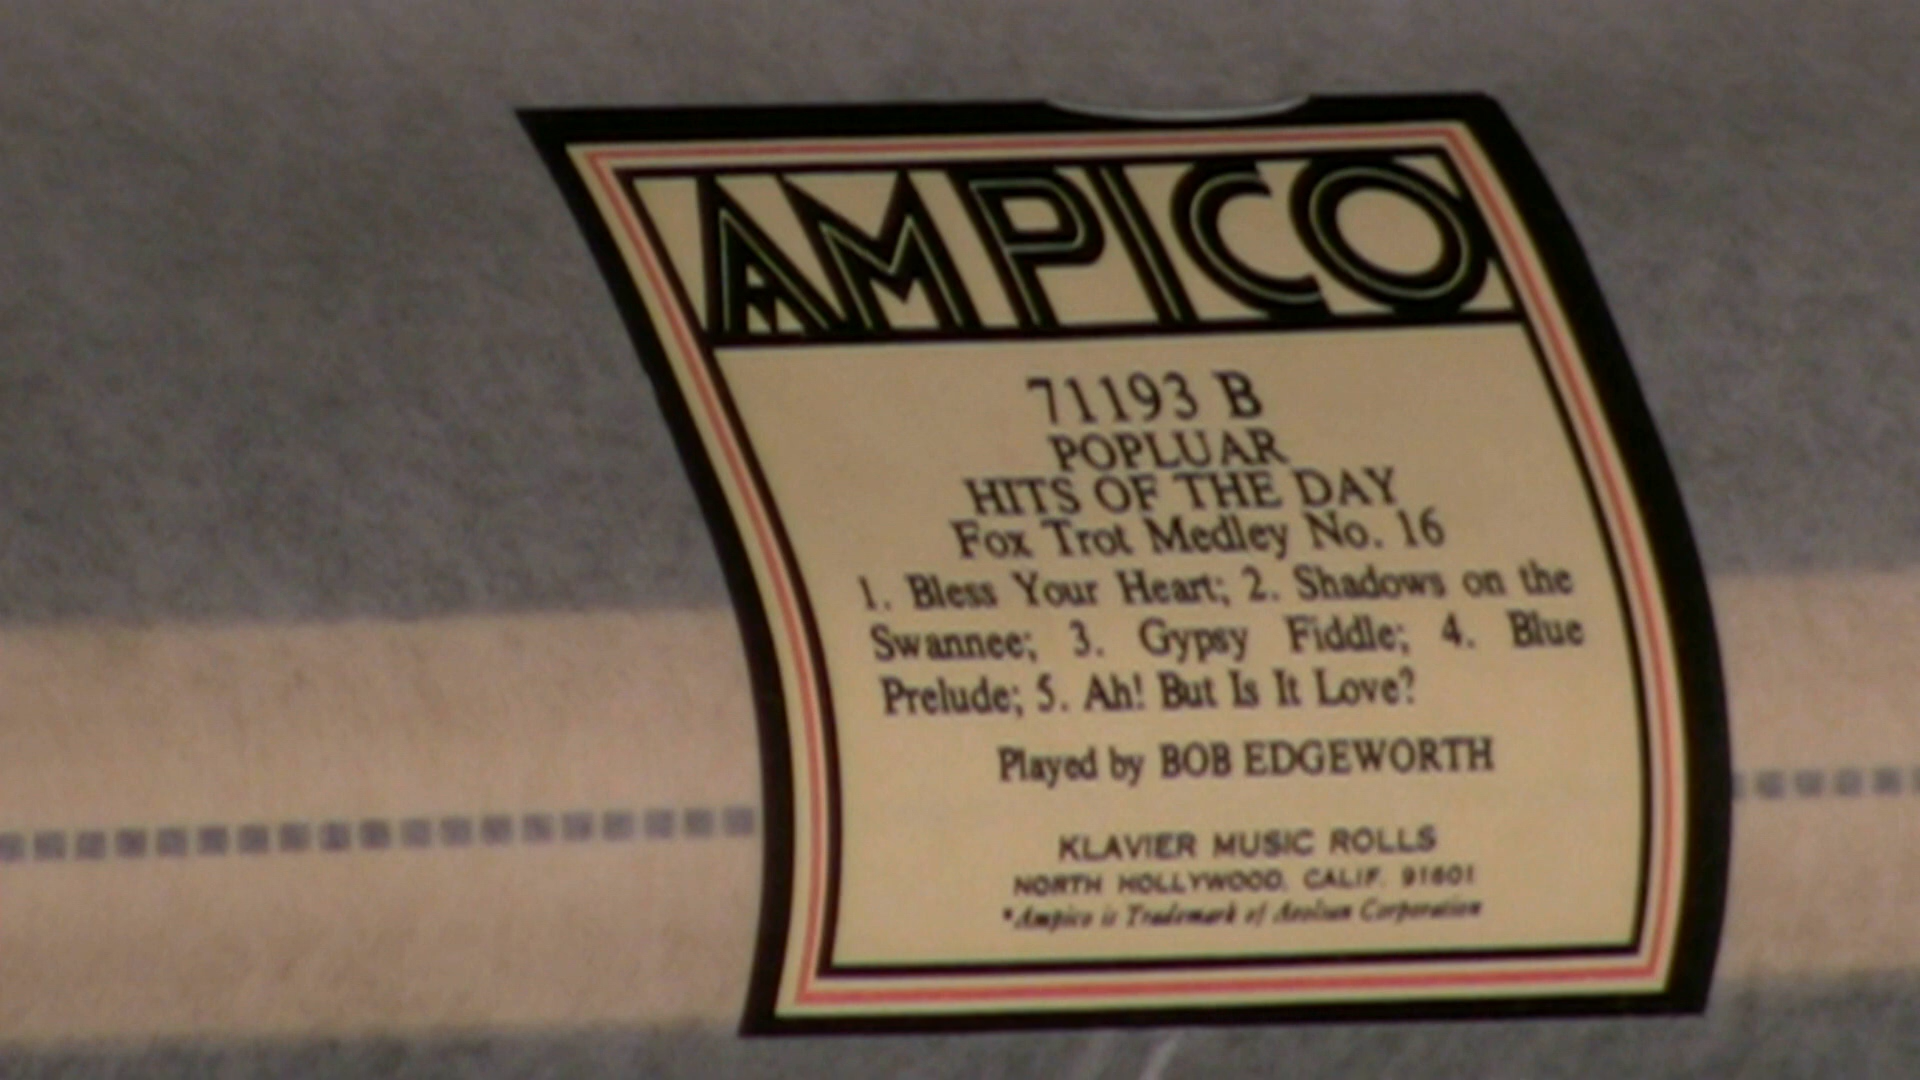 AMPICO
71193 B
POPLUAR
HITS OF THE DAY
Fox Trot Medley No. 16
1. Bless Your Heart; 2. Shadows on the
Swannee; 3. Gypsy Fiddle; 4. Blue
Prelude; 5. Ah! But Is It Love?
Played by BOB EDGEWORTH
KLAVIER MUSIC ROLLS
NORTH HOLLYWOOD, CALIF. 91601
*Ampico is Trademark of Aeolian Corporation